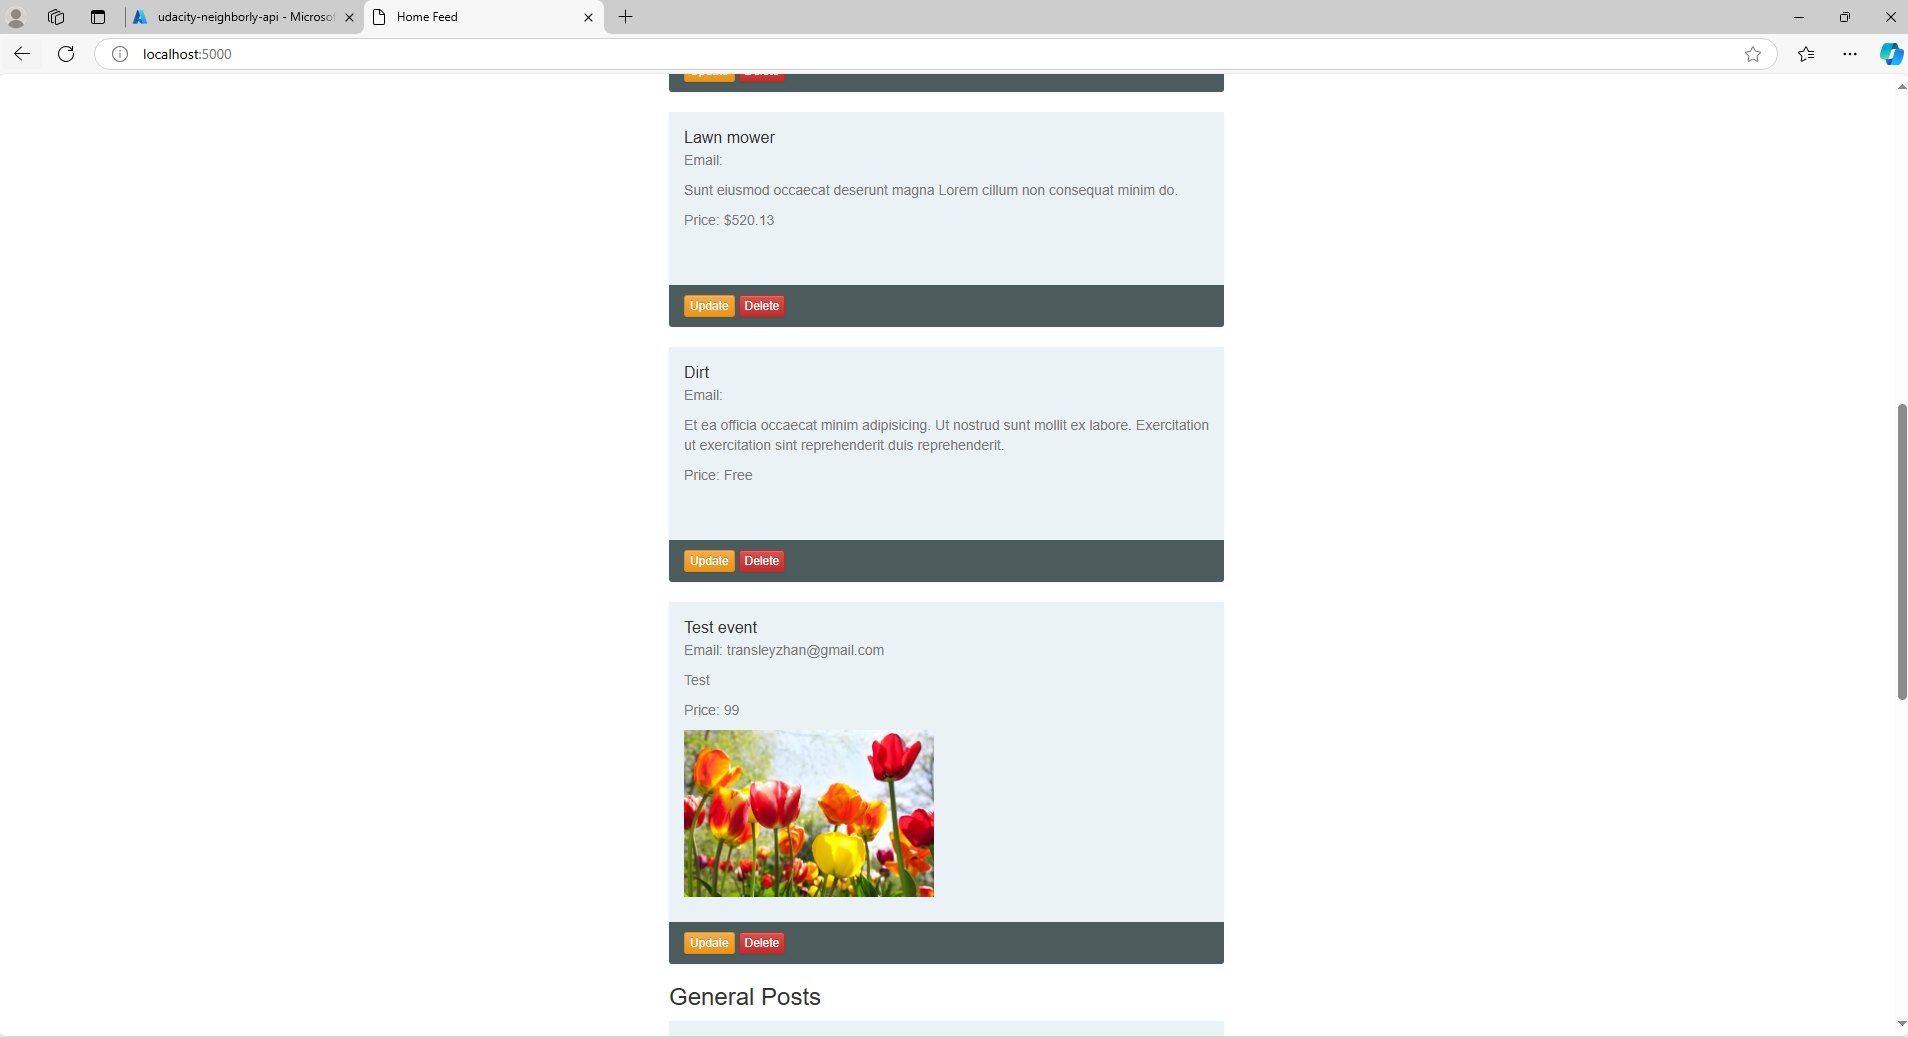 udacity-neighborly-api - Microso
Home Feed
localhost:5000
Update Delete
Lawn mower
Email:
Sunt eiusmod occaecat deserunt magna Lorem cillum non consequat minim do.
Price: $520.13
Update Delete
Dirt
Email:
Et ea officia occaecat minim adipisicing. Ut nostrud sunt mollit ex labore. Exercitation
ut exercitation sint reprehenderit duis reprehenderit.
Price: Free
Update Delete
Test event
Email: transleyzhan@gmail.com
Test
Price: 99
Update Delete
General Posts